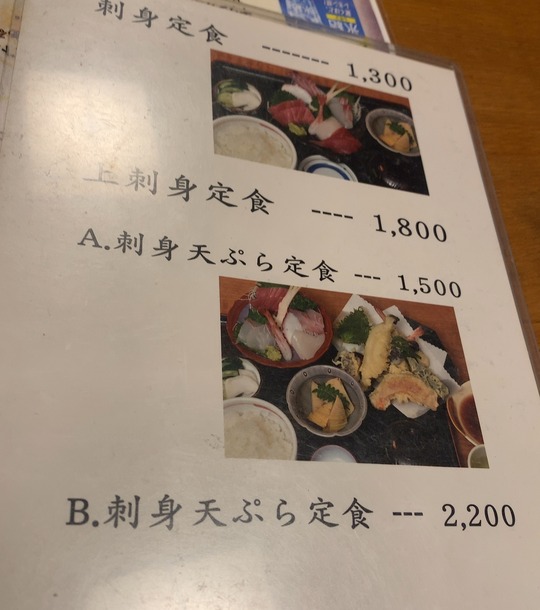 刺身定食 ------- 1,300
上刺身定食 ---- 1,800
A.刺身天ぷら定食 --- 1,500
B.刺身天ぷら定食 --- 2,200